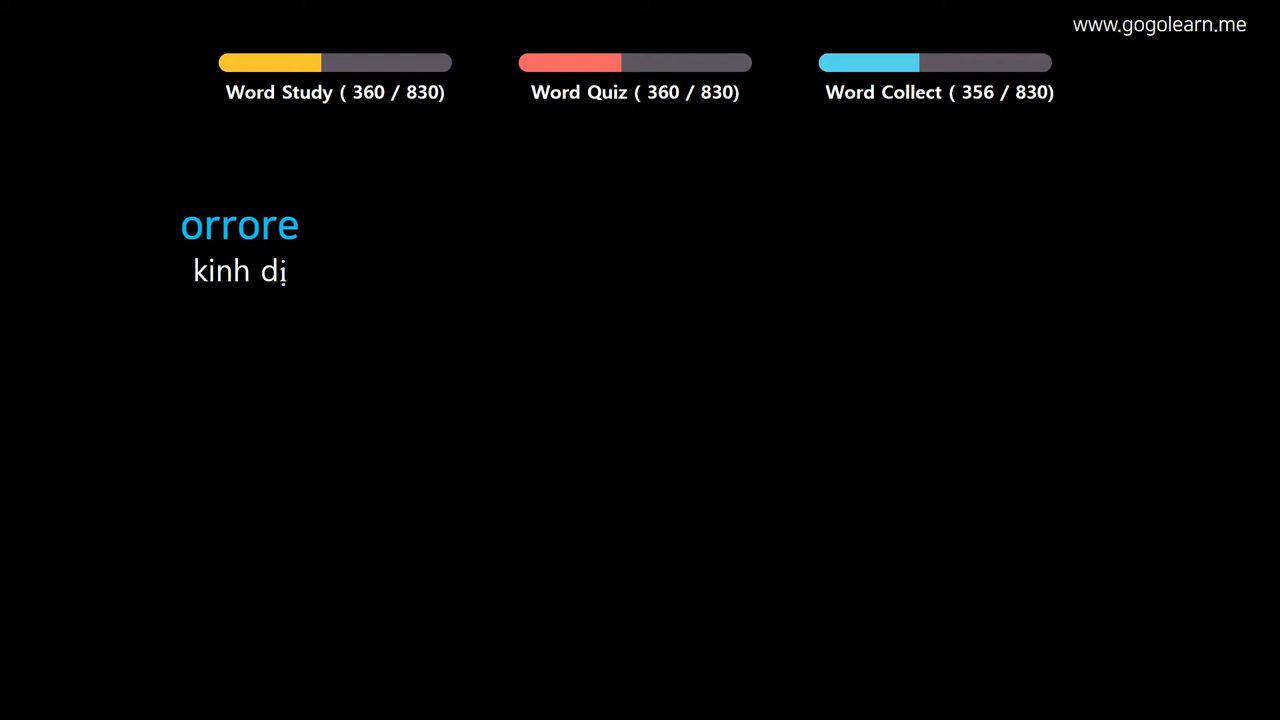 www.gogolearn.me
Word Study ( 360 / 830)
Word Quiz ( 360 / 830)
Word Collect ( 356 / 830)
orrore
kinh dị